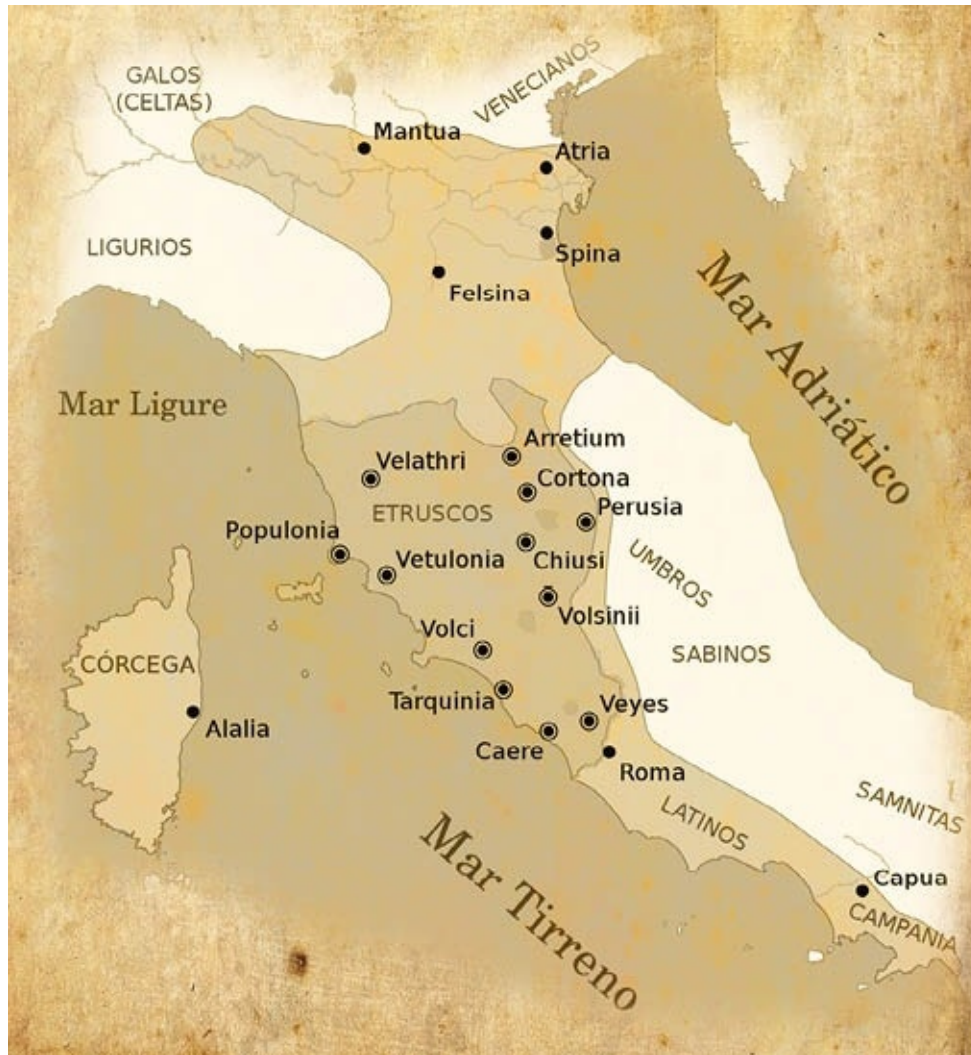 GALOS
(CELTAS)
VENECIANOS
Mantua
Atria
LIGURIOS
Spina
Felsina
Mar Adriático
Mar Ligure
Arretium
Velathri
Cortona
ETRUSCOS
Perusia
Populonia
Chiusi
Vetulonia
UMBROS
Volsinii
Volci
SABINOS
CÓRCEGA
Tarquinia
Veyes
Alalia
Caere
Roma
LATINOS
SAMNITAS
Mar Tirreno
Capua
CAMPANIA